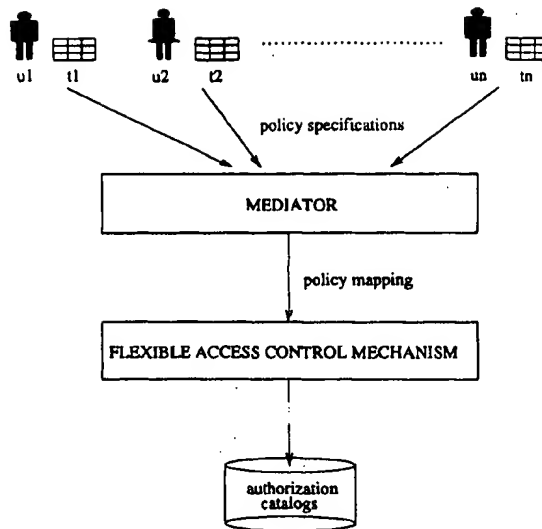 u1 t1 u2 t2 un tn
policy specifications
MEDIATOR
policy mapping
FLEXIBLE ACCESS CONTROL MECHANISM
authorization
catalogs